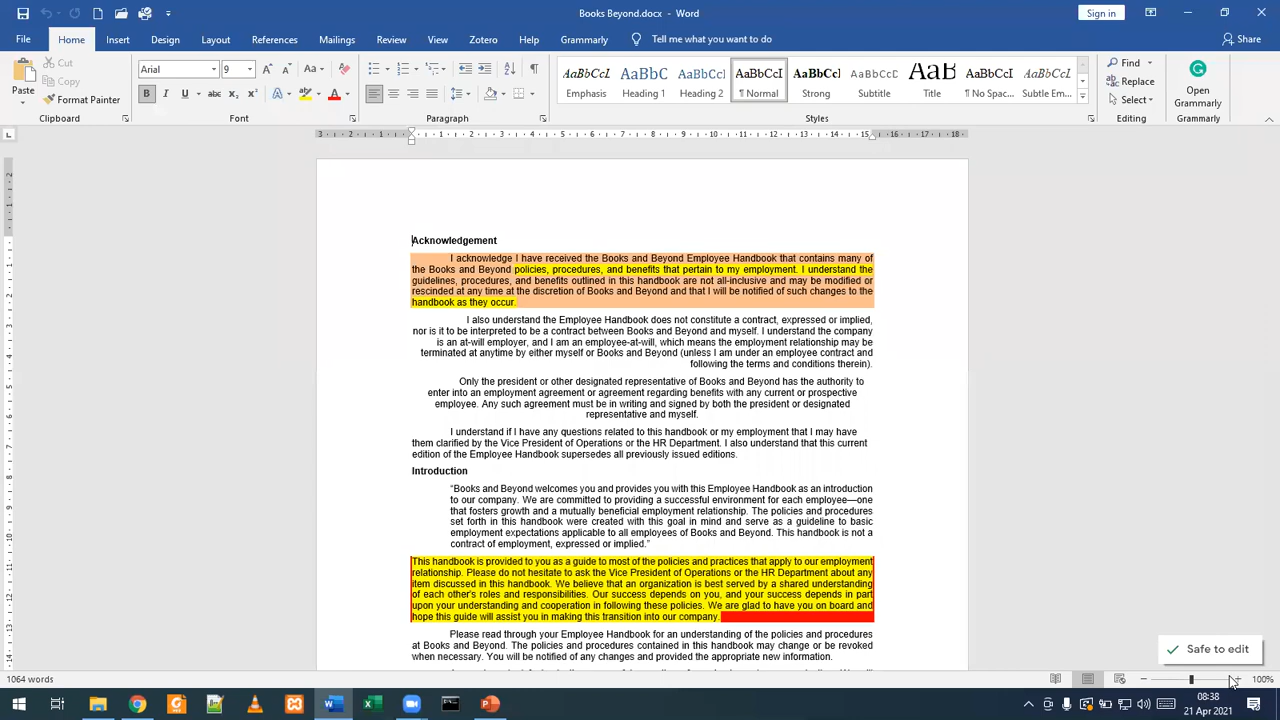 Books Beyond.docx - Word
Sign in
File
Home
Insert
Design
Layout
References
Mailings
Review
View
Zotero
Help
Grammarly
Tell me what you want to do
Share
Paste
Cut
Copy
Format Painter
Clipboard
Arial
9
Font
Paragraph
AaBbCcI
Emphasis
AaBbC
Heading 1
AaBbCcI
Heading 2
AaBbCcI
¶ Normal
AaBbCcI
Strong
AaBbCcI
Subtitle
AaB
Title
AaBbCcI
¶ No Spac...
AaBbCcI
Subtle Em...
Styles
Find
Replace
Select
Editing
Open
Grammarly
Grammarly
Acknowledgement
I acknowledge I have received the Books and Beyond Employee Handbook that contains many of
the Books and Beyond policies, procedures, and benefits that pertain to my employment. I understand the
guidelines, procedures, and benefits outlined in this handbook are not all-inclusive and may be modified or
rescinded at any time at the discretion of Books and Beyond and that I will be notified of such changes to the
handbook as they occur.
I also understand the Employee Handbook does not constitute a contract, expressed or implied,
nor is it to be interpreted to be a contract between Books and Beyond and myself. I understand the company
is an at-will employer, and I am an employee-at-will, which means the employment relationship may be
terminated at anytime by either myself or Books and Beyond (unless I am under an employee contract and
following the terms and conditions therein).
Only the president or other designated representative of Books and Beyond has the authority to
enter into an employment agreement or agreement regarding benefits with any current or prospective
employee. Any such agreement must be in writing and signed by both the president or designated
representative and myself.
I understand if I have any questions related to this handbook or my employment that I may have
them clarified by the Vice President of Operations or the HR Department. I also understand that this current
edition of the Employee Handbook supersedes all previously issued editions.
Introduction
“Books and Beyond welcomes you and provides you with this Employee Handbook as an introduction
to our company. We are committed to providing a successful environment for each employee—one
that fosters growth and a mutually beneficial employment relationship. The policies and procedures
set forth in this handbook were created with this goal in mind and serve as a guideline to basic
employment expectations applicable to all employees of Books and Beyond. This handbook is not a
contract of employment, expressed or implied.”
This handbook is provided to you as a guide to most of the policies and practices that apply to our employment
relationship. Please do not hesitate to ask the Vice President of Operations or the HR Department about any
item discussed in this handbook. We believe that an organization is best served by a shared understanding
of each other's roles and responsibilities. Our success depends on you, and your success depends in part
upon your understanding and cooperation in following these policies. We are glad to have you on board and
hope this guide will assist you in making this transition into our company.
Please read through your Employee Handbook for an understanding of the policies and procedures
at Books and Beyond. The policies and procedures contained in this handbook may change or be revoked
when necessary. You will be notified of any changes and provided the appropriate new information.
Safe to edit
1064 words
100%
08:38
21 Apr 2021